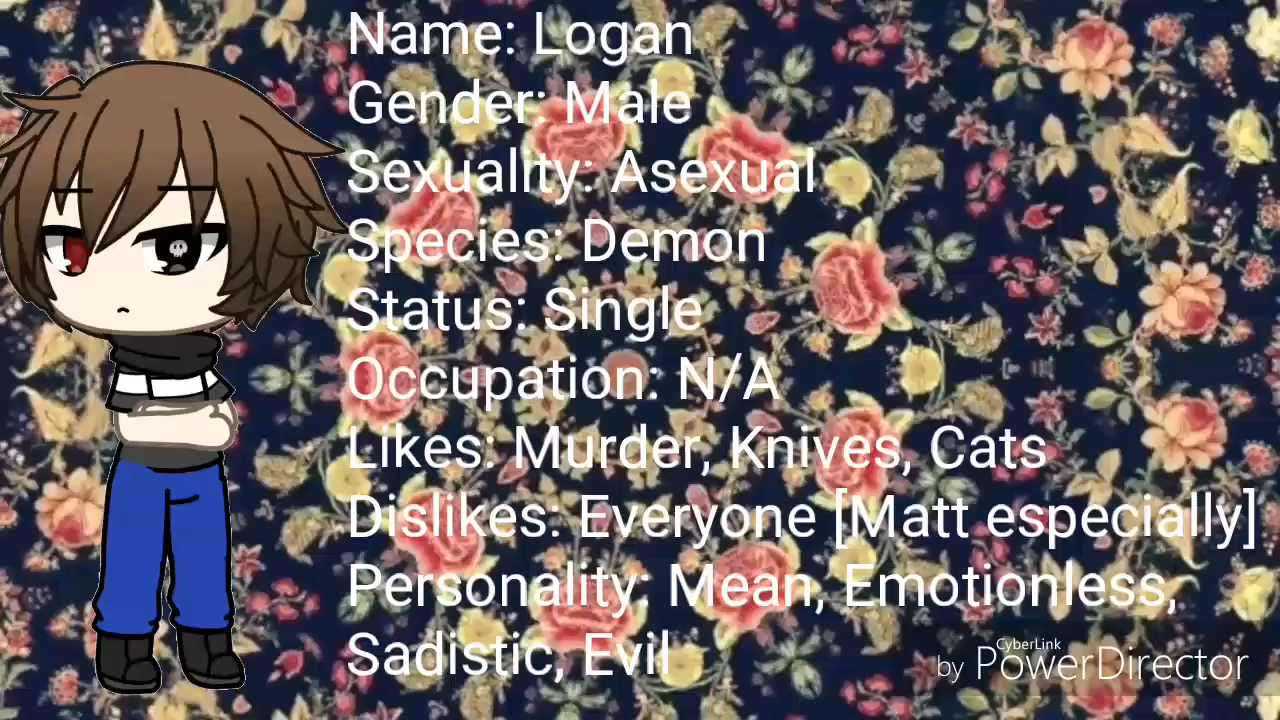 Name: Logan
Gender: Male
Sexuality: Asexual
Species: Demon
Status: Single
Occupation: N/A
Likes: Murder, Knives, Cats
Dislikes: Everyone [Matt especially]
Personality: Mean, Emotionless,
Sadistic, Evil
CyberLink
by PowerDirector